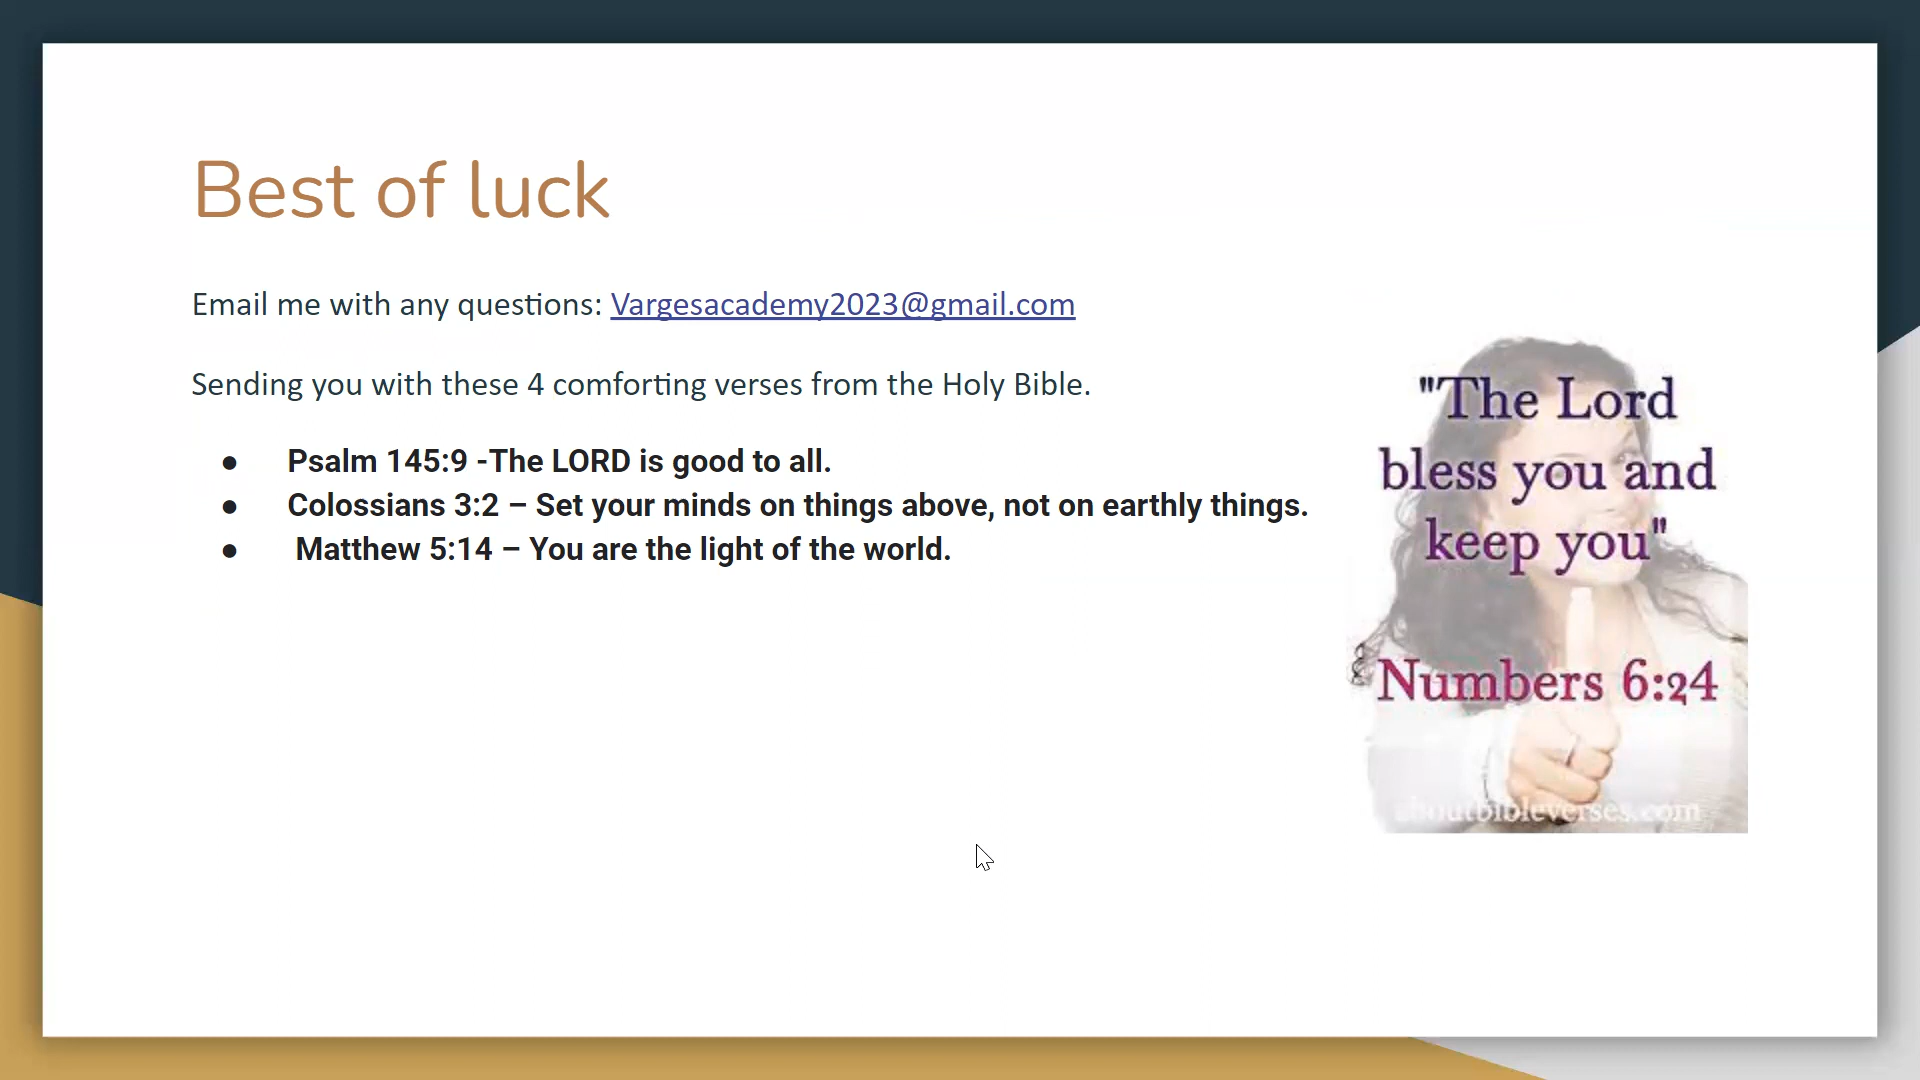 Best of luck
Email me with any questions: Vargesacademy2023@gmail.com
Sending you with these 4 comforting verses from the Holy Bible.
● Psalm 145:9 -The LORD is good to all.
● Colossians 3:2 – Set your minds on things above, not on earthly things.
● Matthew 5:14 – You are the light of the world.
"The Lord
bless you and
keep you"
Numbers 6:24
aboutbibleverses.com